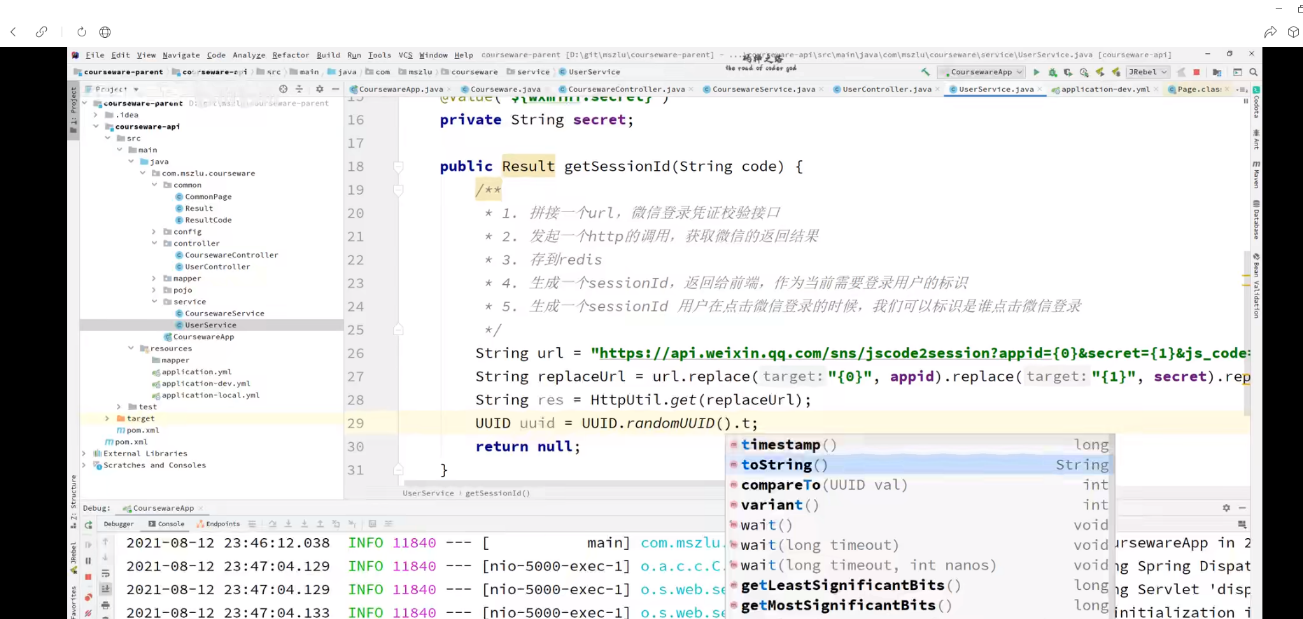 File Edit View Navigate Code Analyze Refactor Build Run Tools VCS Window Help courseware-parent [D:\git\mszlu\courseware-parent] - ...\courseware-api\src\main\java\com\mszlu\courseware\service\UserService.java [courseware-api]
码神之路
the road of coder god
courseware-parent courseware-api src main java com mszlu courseware service UserService CoursewareApp JRebel
Project CoursewareApp.java Courseware.java CoursewareController.java CoursewareService.java UserController.java UserService.java application-dev.yml Page.clas
courseware-parent D:\git\mszlu\courseware-parent
.idea
courseware-api
src
main
java
com.mszlu.courseware
common
CommonPage
Result
ResultCode
config
controller
CoursewareController
UserController
mapper
pojo
service
CoursewareService
UserService
CoursewareApp
resources
mapper
application.yml
application-dev.yml
application-local.yml
test
target
pom.xml
pom.xml
External Libraries
Scratches and Consoles
1: Project
Z: Structure
JRebel
Favorites
Codota
Ant
Maven
Database
Bean Validation
15 @Value("${wxmini.secret}")
16 private String secret;
17
18 public Result getSessionId(String code) {
19 /**
20 * 1. 拼接一个url，微信登录凭证校验接口
21 * 2. 发起一个http的调用，获取微信的返回结果
22 * 3. 存到redis
23 * 4. 生成一个sessionId，返回给前端，作为当前需要登录用户的标识
24 * 5. 生成一个sessionId 用户在点击微信登录的时候，我们可以标识是谁点击微信登录
25 */
26 String url = "https://api.weixin.qq.com/sns/jscode2session?appid={0}&secret={1}&js_code=
27 String replaceUrl = url.replace( target: "{0}", appid).replace( target: "{1}", secret).rep
28 String res = HttpUtil.get(replaceUrl);
29 UUID uuid = UUID.randomUUID().t;
30 return null;
31 }
timestamp() long
toString() String
compareTo(UUID val) int
variant() int
wait() void
wait(long timeout) void
wait(long timeout, int nanos) void
getLeastSignificantBits() long
getMostSignificantBits() long
UserService › getSessionId()
Debug: CoursewareApp
Debugger Console Endpoints
2021-08-12 23:46:12.038 INFO 11840 --- [ main] com.mszlu. ursewareApp in 2
2021-08-12 23:47:04.129 INFO 11840 --- [nio-5000-exec-1] o.a.c.c.C. ng Spring Dispat
2021-08-12 23:47:04.129 INFO 11840 --- [nio-5000-exec-1] o.s.web.se ng Servlet 'disp
2021-08-12 23:47:04.133 INFO 11840 --- [nio-5000-exec-1] o.s.web.se initialization i